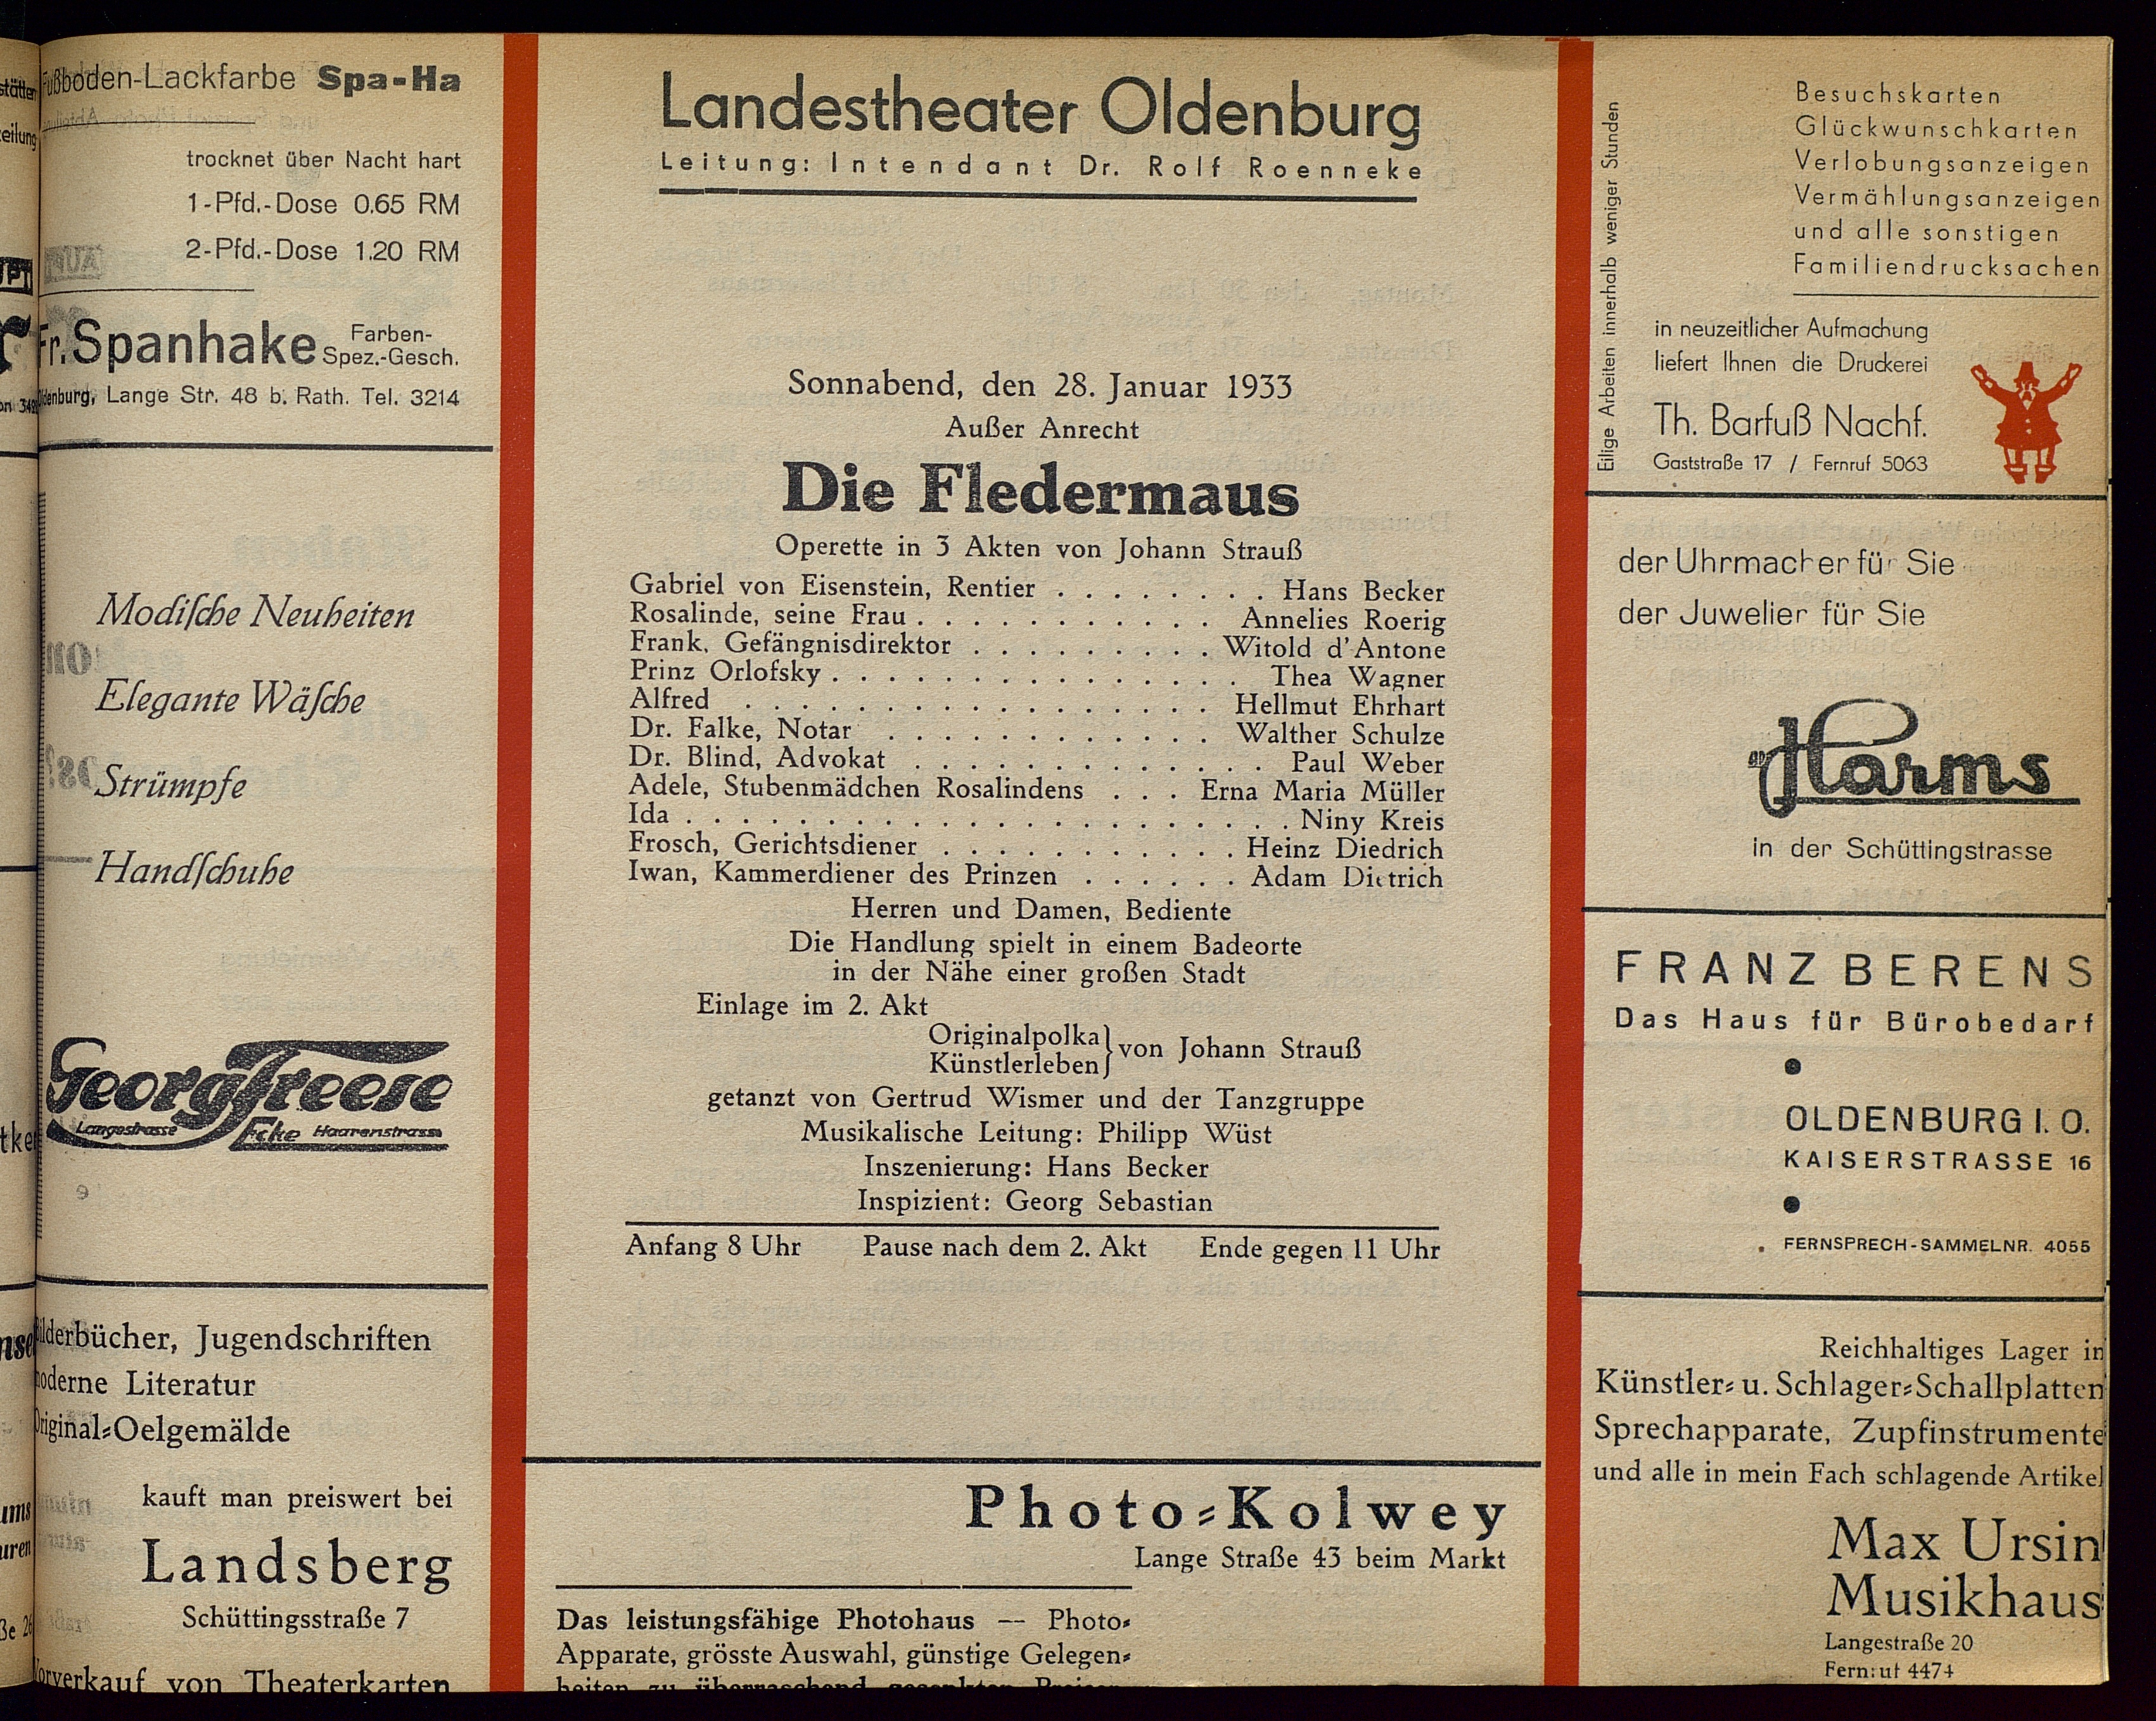 Fußboden-Lackfarbe Spa-Ha
trocknet über Nacht hart
1-Pfd.-Dose 0.65 RM
2-Pfd.-Dose 1.20 RM
Fr. Spanhake Farben-
Spez.-Gesch.
Oldenburg, Lange Str. 48 b. Rath. Tel. 3214
Modische Neuheiten
Elegante Wäsche
Strümpfe
Handschuhe
Georg Freese
Langestrasse Ecke Haarenstrasse
Bilderbücher, Jugendschriften
moderne Literatur
Original-Oelgemälde
kauft man preiswert bei
Landsberg
Schüttingsstraße 7
Vorverkauf von Theaterkarten
Landestheater Oldenburg
Leitung: Intendant Dr. Rolf Roenneke
Sonnabend, den 28. Januar 1933
Außer Anrecht
Die Fledermaus
Operette in 3 Akten von Johann Strauß
Gabriel von Eisenstein, Rentier . . . . . . . . Hans Becker
Rosalinde, seine Frau . . . . . . . . . . . Annelies Roerig
Frank, Gefängnisdirektor . . . . . . . . . Witold d'Antone
Prinz Orlofsky . . . . . . . . . . . . . . . Thea Wagner
Alfred . . . . . . . . . . . . . . . . . Hellmut Ehrhart
Dr. Falke, Notar . . . . . . . . . . . . Walther Schulze
Dr. Blind, Advokat . . . . . . . . . . . . . Paul Weber
Adele, Stubenmädchen Rosalindens . . . Erna Maria Müller
Ida . . . . . . . . . . . . . . . . . . . . . . Niny Kreis
Frosch, Gerichtsdiener . . . . . . . . . . . Heinz Diedrich
Iwan, Kammerdiener des Prinzen . . . . . . Adam Dietrich
Herren und Damen, Bediente
Die Handlung spielt in einem Badeorte
in der Nähe einer großen Stadt
Einlage im 2. Akt
Originalpolka
Künstlerleben } von Johann Strauß
getanzt von Gertrud Wismer und der Tanzgruppe
Musikalische Leitung: Philipp Wüst
Inszenierung: Hans Becker
Inspizient: Georg Sebastian
Anfang 8 Uhr Pause nach dem 2. Akt Ende gegen 11 Uhr
Photo-Kolwey
Lange Straße 43 beim Markt
Das leistungsfähige Photohaus — Photo-
Apparate, grösste Auswahl, günstige Gelegen-
heiten zu überraschend gesenkten Preisen
Eilige Arbeiten innerhalb weniger Stunden
Besuchskarten
Glückwunschkarten
Verlobungsanzeigen
Vermählungsanzeigen
und alle sonstigen
Familiendrucksachen
in neuzeitlicher Aufmachung
liefert Ihnen die Druckerei
Th. Barfuß Nachf.
Gaststraße 17 / Fernruf 5063
der Uhrmacher für Sie
der Juwelier für Sie
Harms
in der Schüttingstrasse
FRANZ BERENS
Das Haus für Bürobedarf
OLDENBURG I. O.
KAISERSTRASSE 16
FERNSPRECH-SAMMELNR. 4055
Reichhaltiges Lager in
Künstler- u. Schlager-Schallplatten
Sprechapparate, Zupfinstrumente
und alle in mein Fach schlagende Artikel
Max Ursin
Musikhaus
Langestraße 20
Fernruf 4474